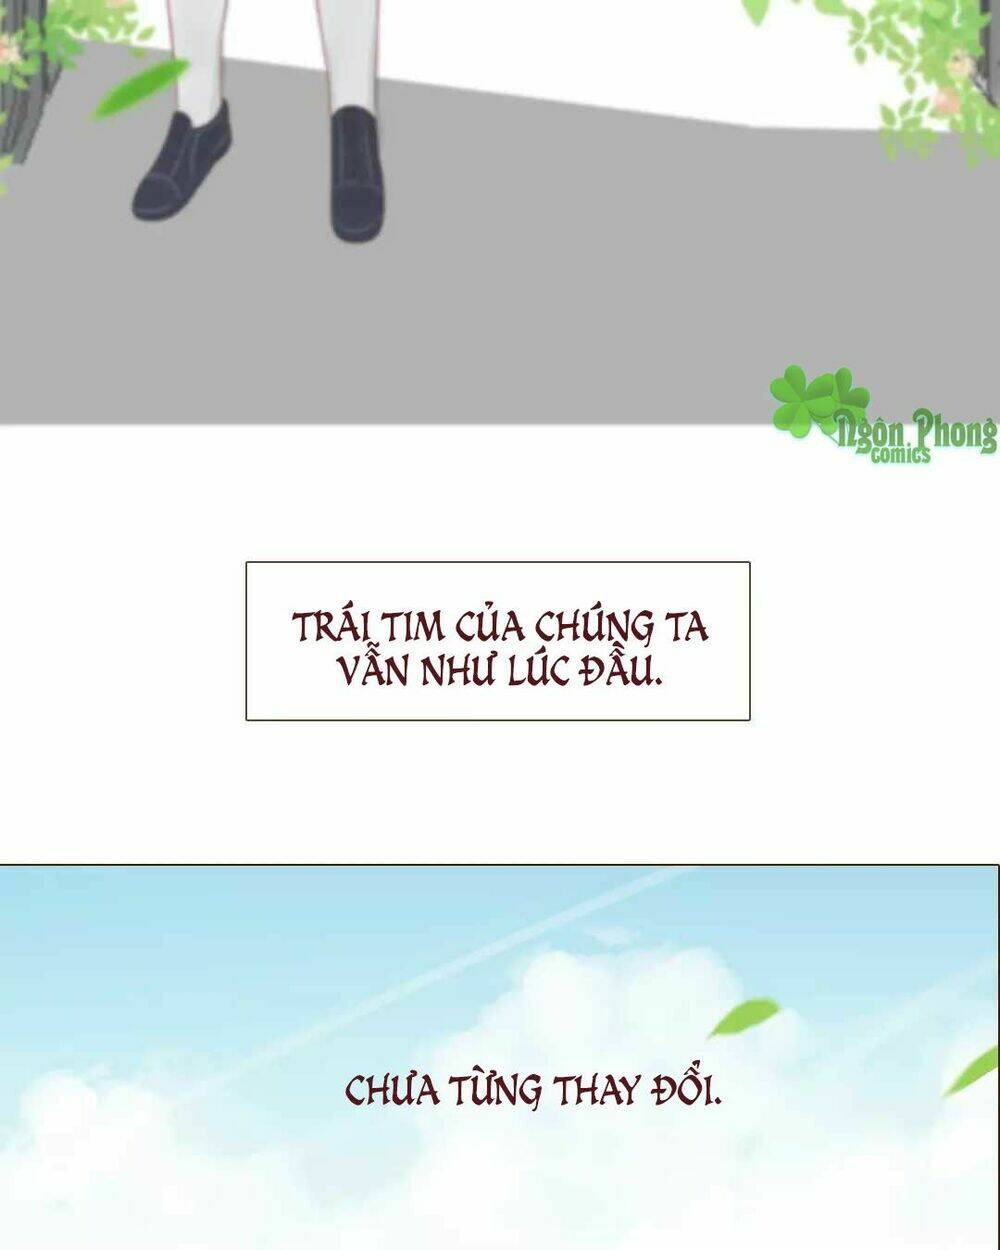 Ngôn Phong
COMICS
TRÁI TIM CỦA CHÚNG TA
VẪN NHƯ LÚC ĐẦU.
CHƯA TỪNG THAY ĐỔI.